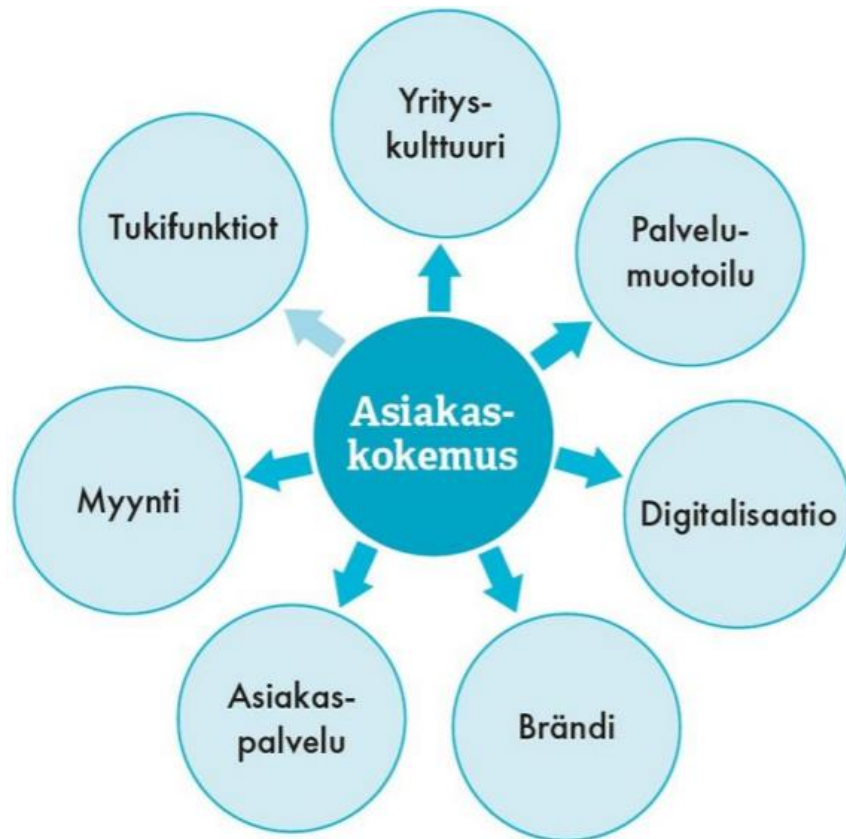 Yritys-
kulttuuri
Palvelu-
muotoilu
Digitalisaatio
Brändi
Asiakas-
palvelu
Myynti
Tukifunktiot
Asiakas-
kokemus